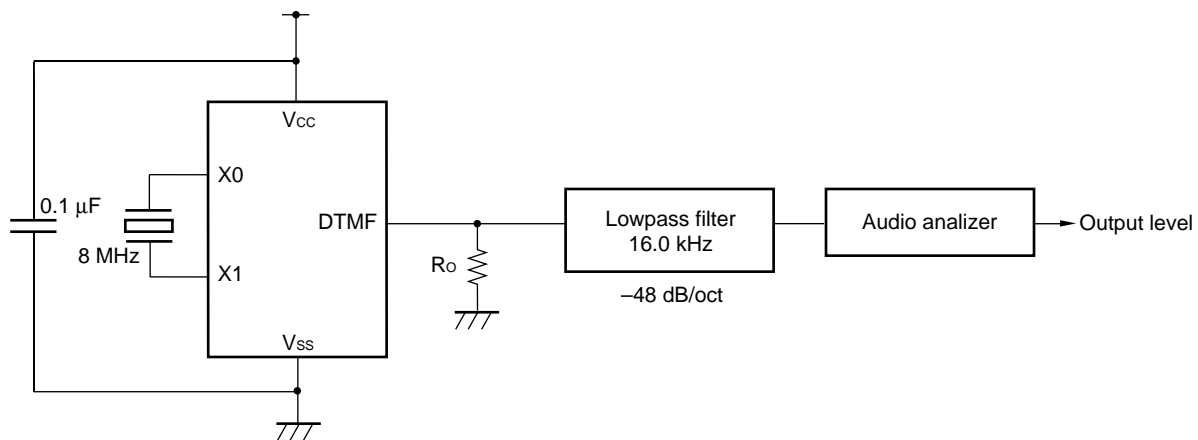 VCC
X0
0.1 μF
DTMF
Lowpass filter
16.0 kHz
Audio analizer
Output level
8 MHz
X1
RO
–48 dB/oct
VSS